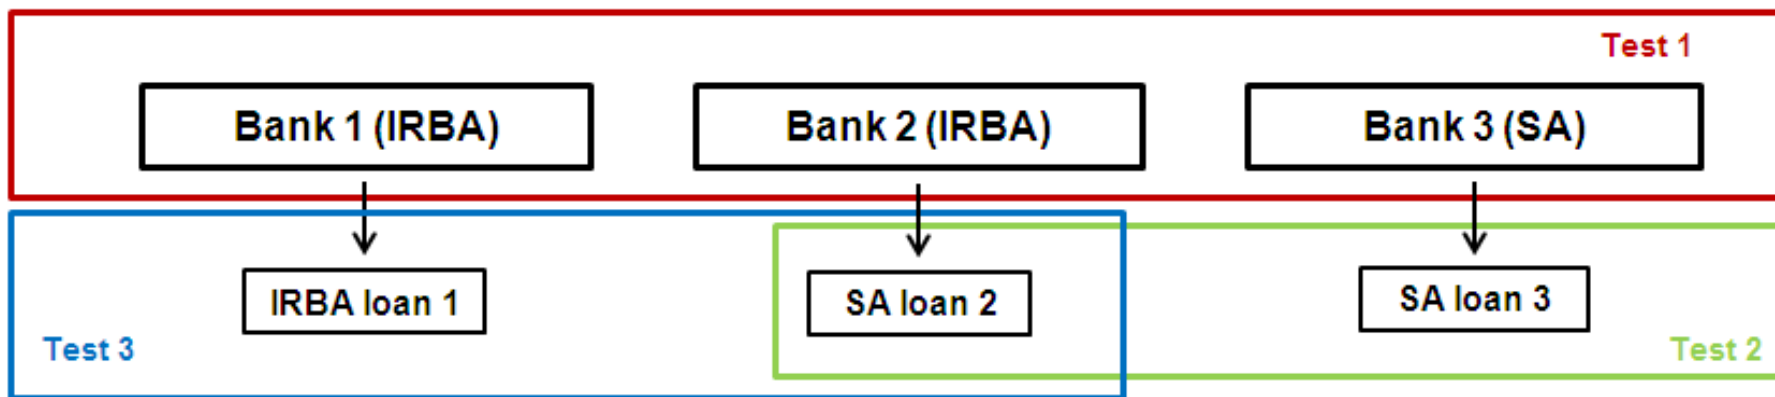 Test 1
Bank 1 (IRBA)
Bank 2 (IRBA)
Bank 3 (SA)
IRBA loan 1
SA loan 2
SA loan 3
Test 3
Test 2